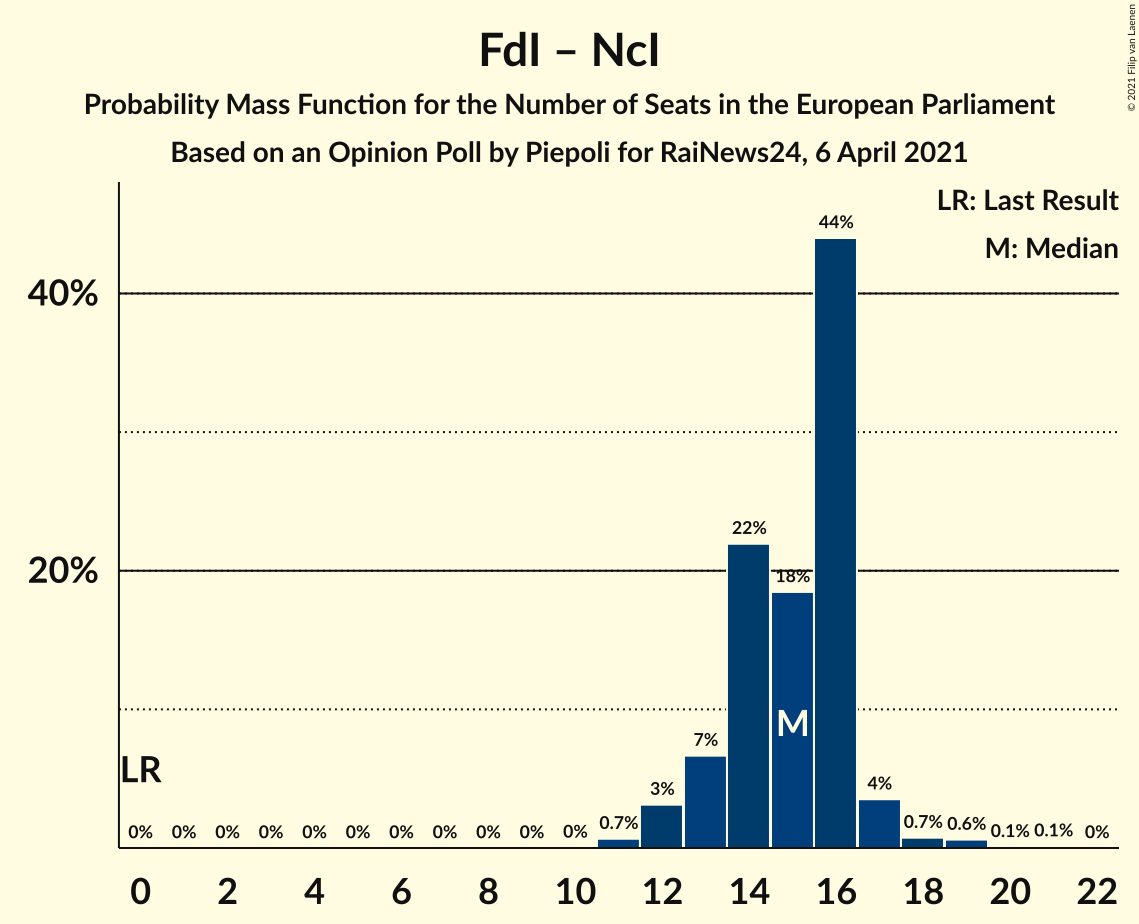 FdI – NcI
Probability Mass Function for the Number of Seats in the European Parliament
Based on an Opinion Poll by Piepoli for RaiNews24, 6 April 2021
© 2021 Filip van Laenen
LR: Last Result
M: Median
44%
40%
22%
20%
18%
M
7%
LR
3%
4%
0% 0% 0% 0% 0% 0% 0% 0% 0% 0% 0% 0.7% 0.7% 0.6% 0.1% 0.1% 0%
0 2 4 6 8 10 12 14 16 18 20 22